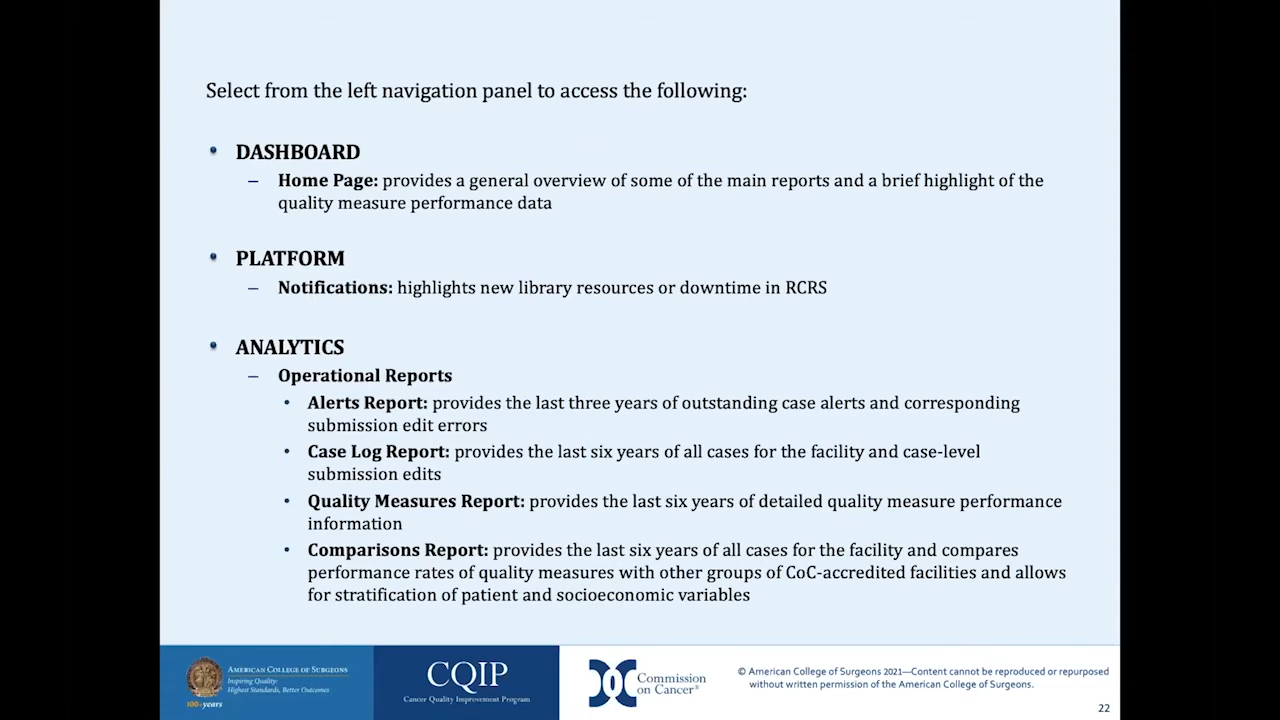 Select from the left navigation panel to access the following:
• DASHBOARD
– Home Page: provides a general overview of some of the main reports and a brief highlight of the
quality measure performance data
• PLATFORM
– Notifications: highlights new library resources or downtime in RCRS
• ANALYTICS
– Operational Reports
• Alerts Report: provides the last three years of outstanding case alerts and corresponding
submission edit errors
• Case Log Report: provides the last six years of all cases for the facility and case-level
submission edits
• Quality Measures Report: provides the last six years of detailed quality measure performance
information
• Comparisons Report: provides the last six years of all cases for the facility and compares
performance rates of quality measures with other groups of CoC-accredited facilities and allows
for stratification of patient and socioeconomic variables
AMERICAN COLLEGE OF SURGEONS
Inspiring Quality:
Highest Standards, Better Outcomes
100+years
CQIP
Cancer Quality Improvement Program
Commission
on Cancer®
© American College of Surgeons 2021—Content cannot be reproduced or repurposed
without written permission of the American College of Surgeons.
22